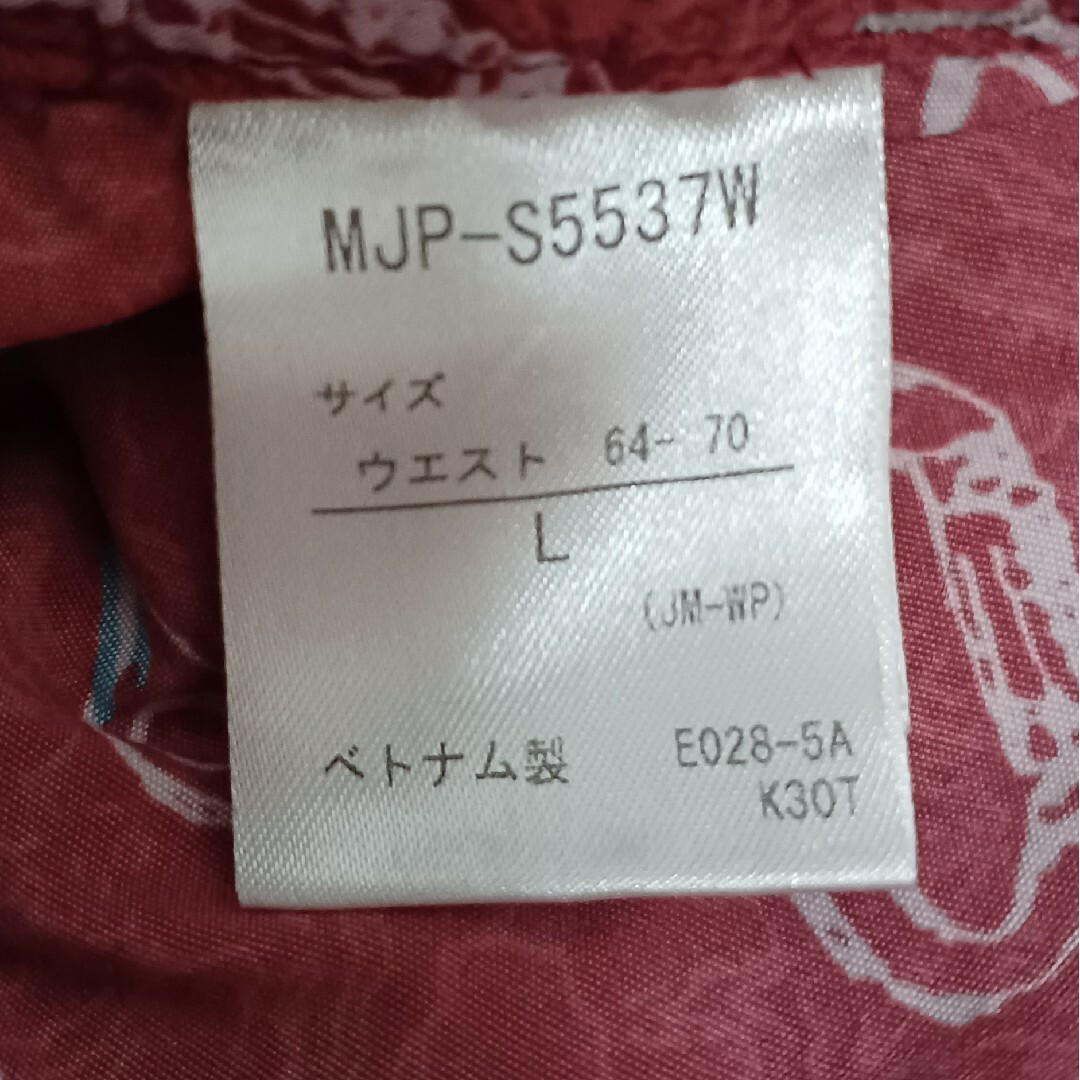 MJP-S5537W
サイズ
ウエスト 64- 70
L
(JM-WP)
ベトナム製 E028-5A
K30T